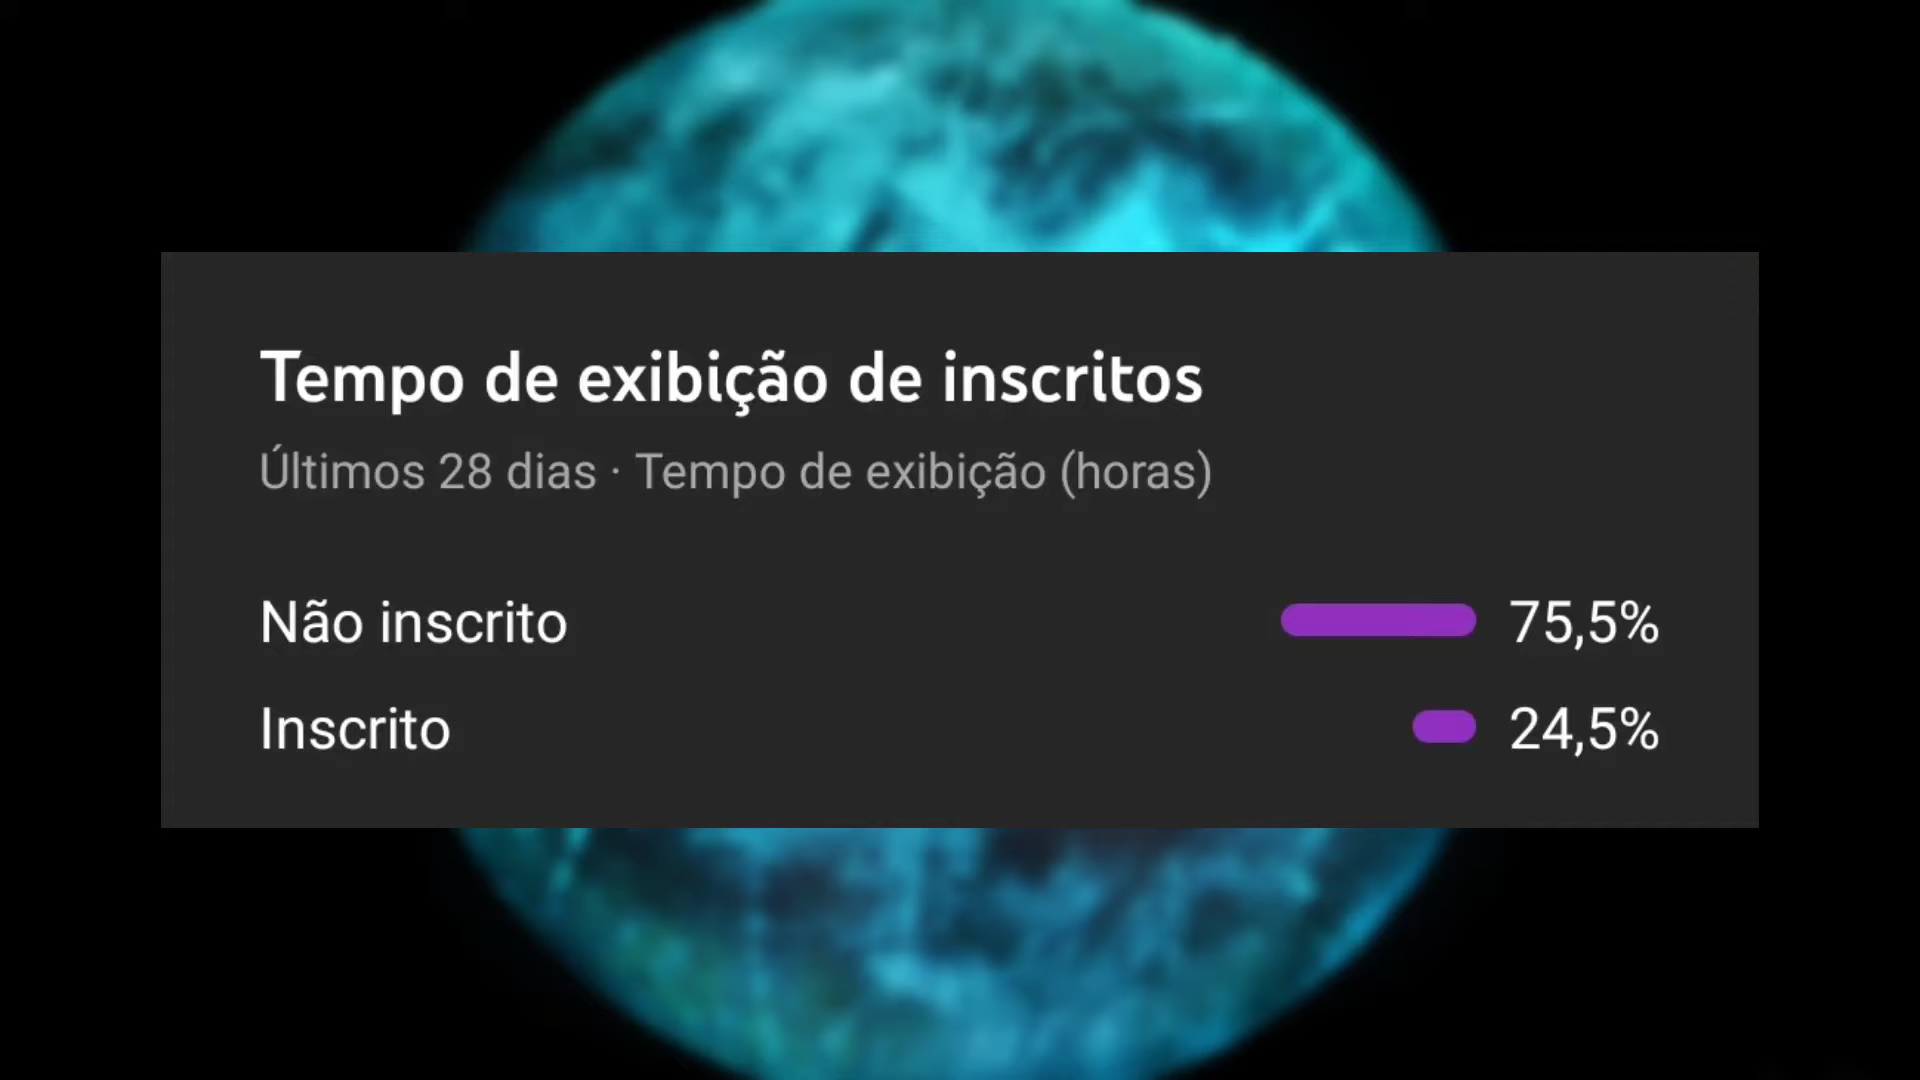 Tempo de exibição de inscritos
Últimos 28 dias · Tempo de exibição (horas)
Não inscrito 75,5%
Inscrito 24,5%